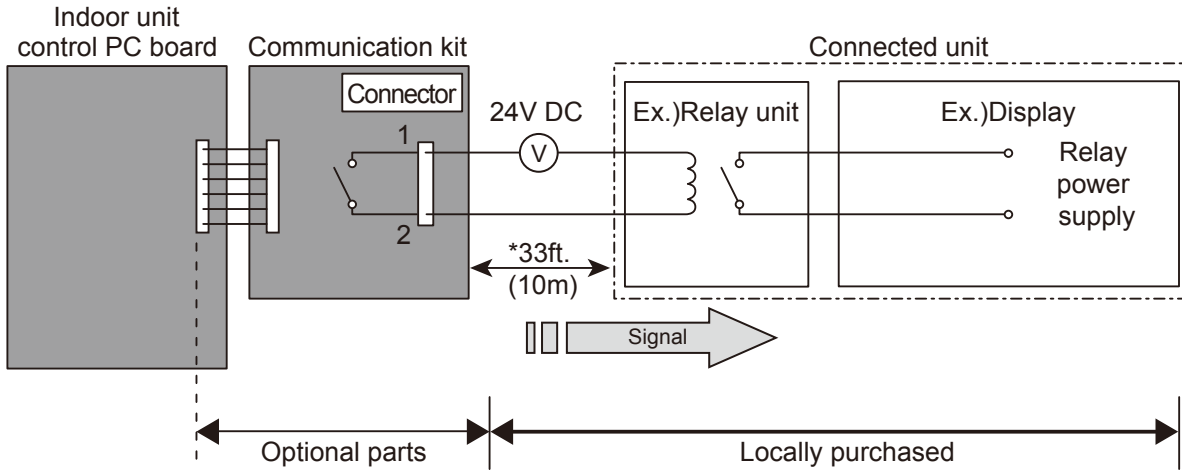 Indoor unit
control PC board
Communication kit
Connected unit
Connector
1
2
24V DC
V
Ex.)Relay unit
Ex.)Display
Relay
power
supply
*33ft.
(10m)
Signal
Optional parts
Locally purchased